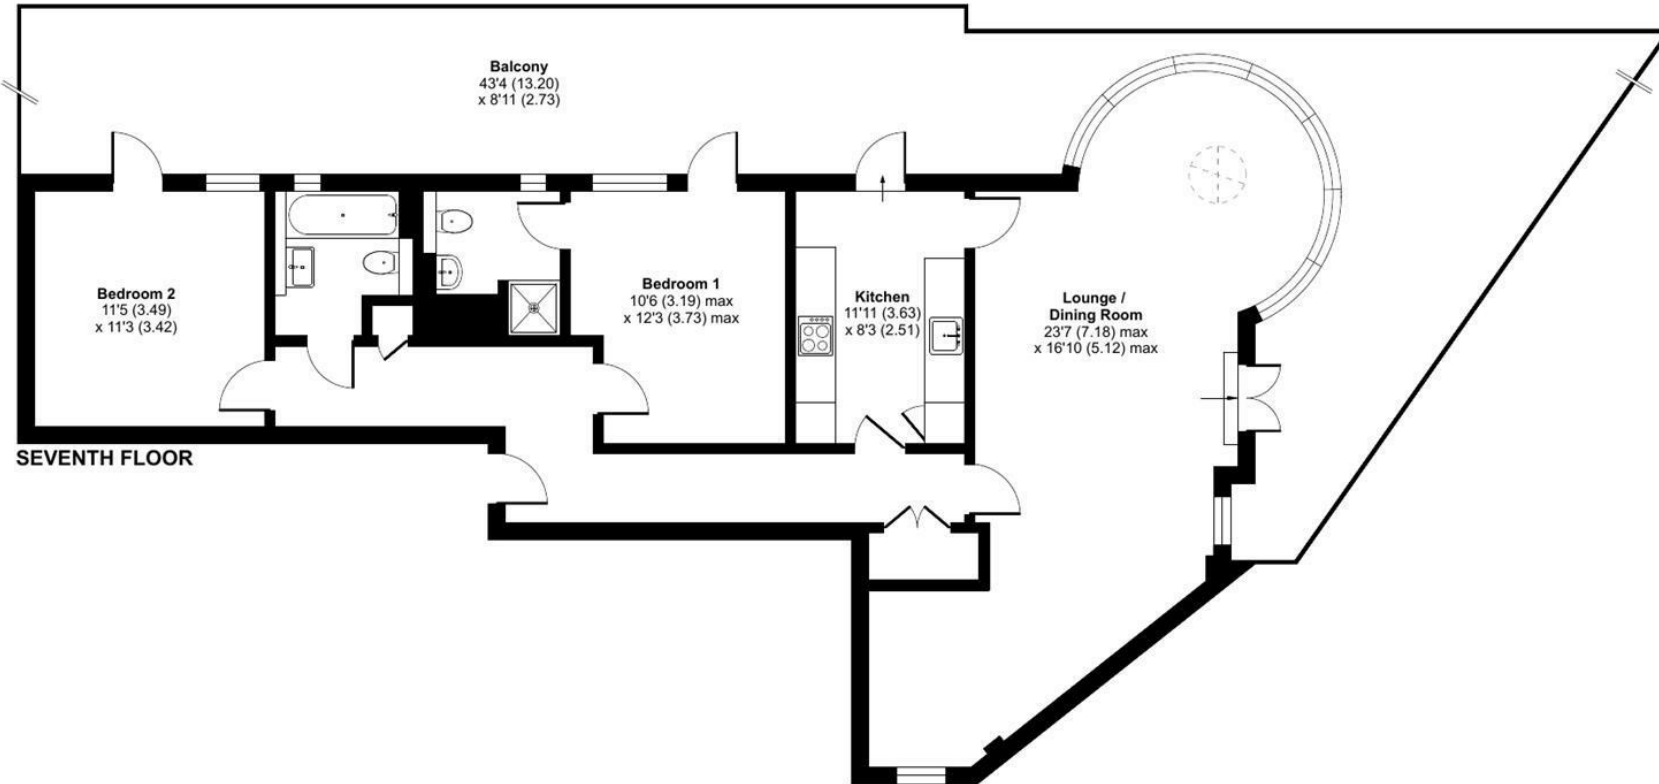 Balcony
43'4 (13.20)
x 8'11 (2.73)
Bedroom 2
11'5 (3.49)
x 11'3 (3.42)
Bedroom 1
10'6 (3.19) max
x 12'3 (3.73) max
Kitchen
11'11 (3.63)
x 8'3 (2.51)
Lounge /
Dining Room
23'7 (7.18) max
x 16'10 (5.12) max
SEVENTH FLOOR